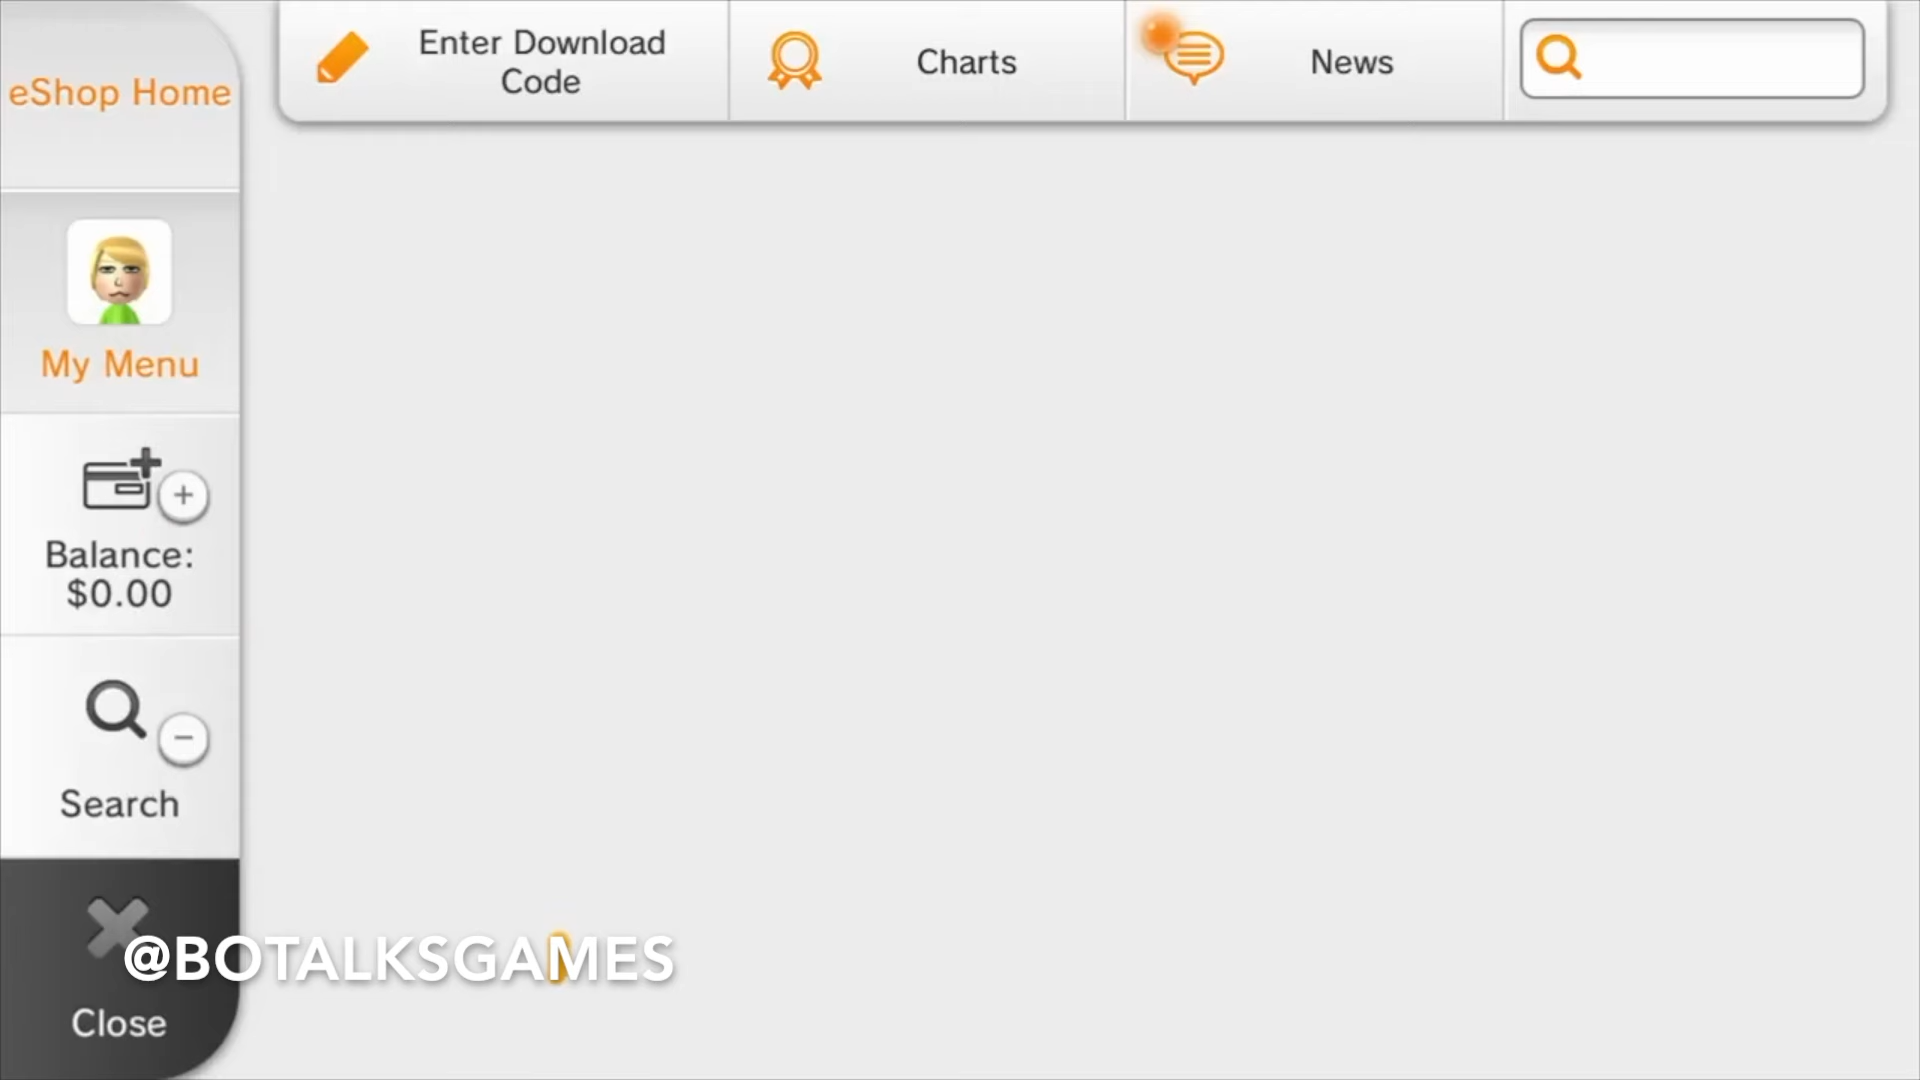 eShop Home
Enter Download
Code
Charts
News
My Menu
Balance:
$0.00
Search
@BOTALKSGAMES
Close